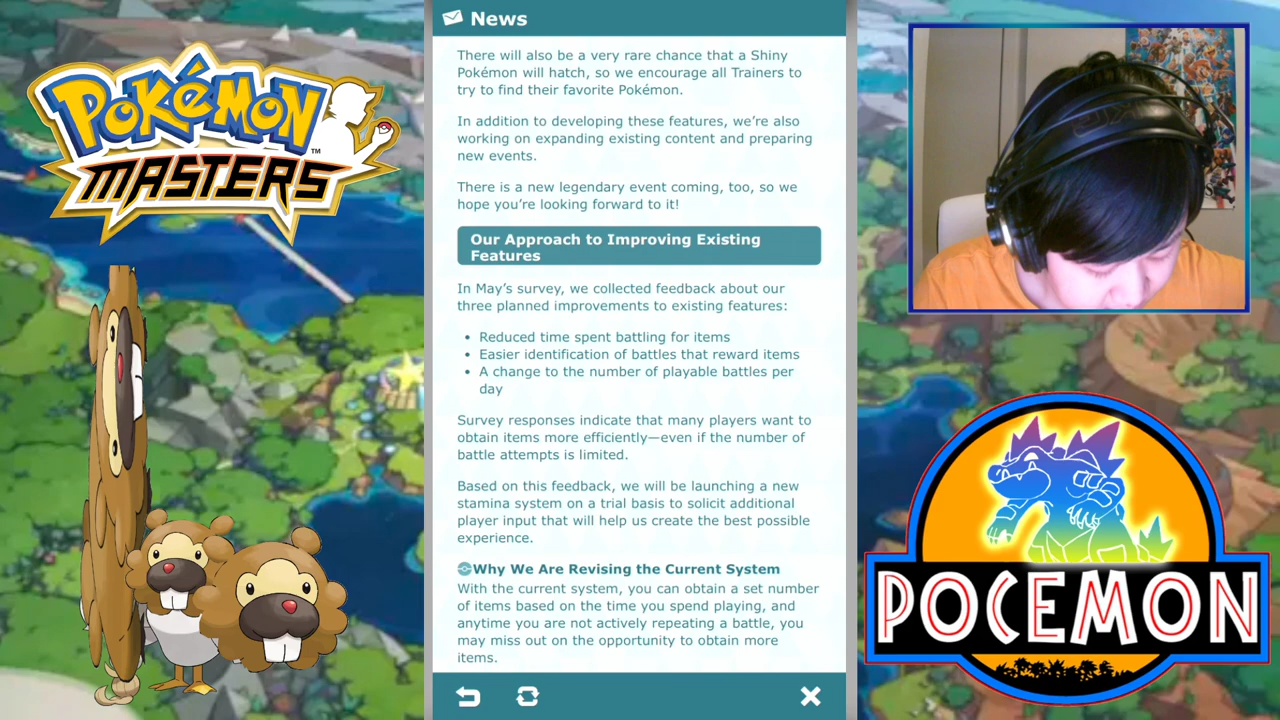 POKéMON
MASTERS
TM
News
There will also be a very rare chance that a Shiny
Pokémon will hatch, so we encourage all Trainers to
try to find their favorite Pokémon.
In addition to developing these features, we’re also
working on expanding existing content and preparing
new events.
There is a new legendary event coming, too, so we
hope you’re looking forward to it!
Our Approach to Improving Existing
Features
In May’s survey, we collected feedback about our
three planned improvements to existing features:
• Reduced time spent battling for items
• Easier identification of battles that reward items
• A change to the number of playable battles per
day
Survey responses indicate that many players want to
obtain items more efficiently—even if the number of
battle attempts is limited.
Based on this feedback, we will be launching a new
stamina system on a trial basis to solicit additional
player input that will help us create the best possible
experience.
Why We Are Revising the Current System
With the current system, you can obtain a set number
of items based on the time you spend playing, and
anytime you are not actively repeating a battle, you
may miss out on the opportunity to obtain more
items.
POCEMON